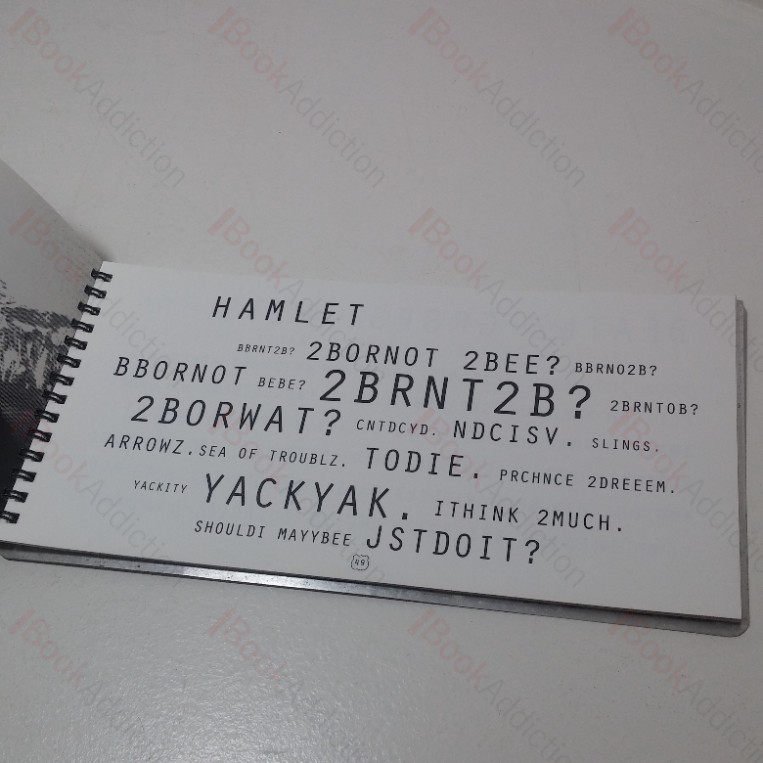 HAMLET
BBRNT2B? 2BORNOT 2BEE? BBRNO2B?
BBORNOT BEBE? 2BRNT2B? 2BRNTOB?
2BORWAT? CNTDCYD. NDCISV. SLINGS.
ARROWZ. SEA OF TROUBLZ. TODIE. PRCHNCE 2DREEEM.
YACKITY YACKYAK. ITHINK 2MUCH.
SHOULDI MAYYBEE JSTDOIT?
49
BookAddiction